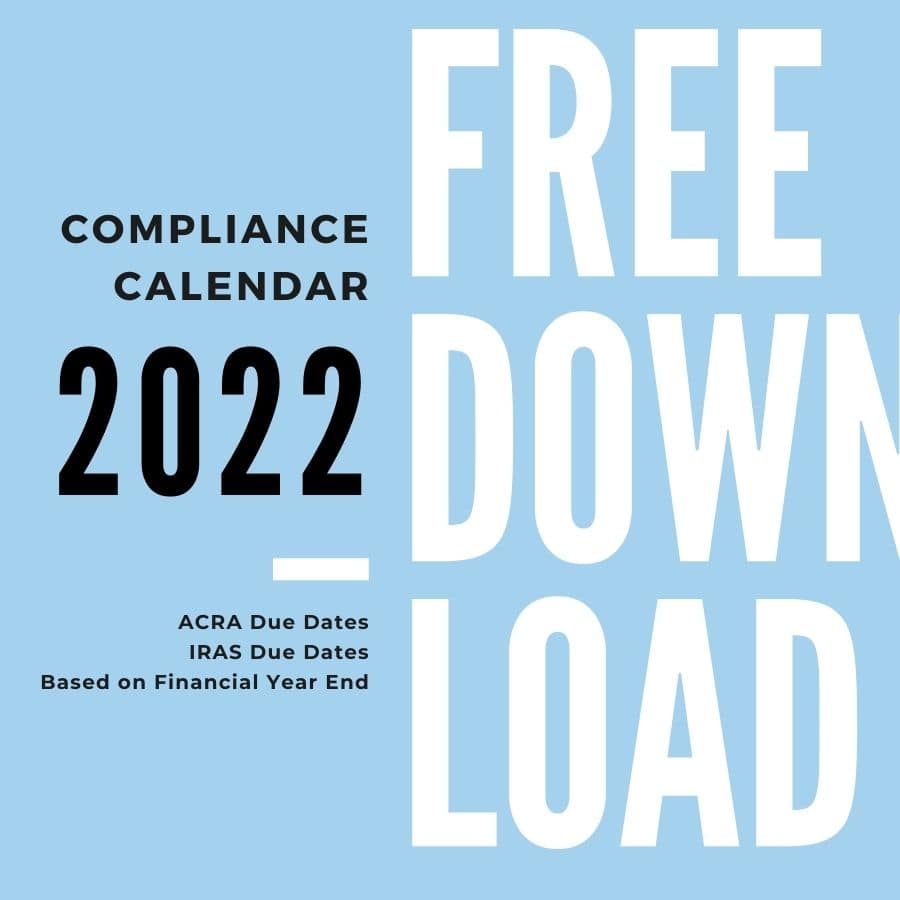 COMPLIANCE
CALENDAR
2022
ACRA Due Dates
IRAS Due Dates
Based on Financial Year End
FREE
DOWN
LOAD